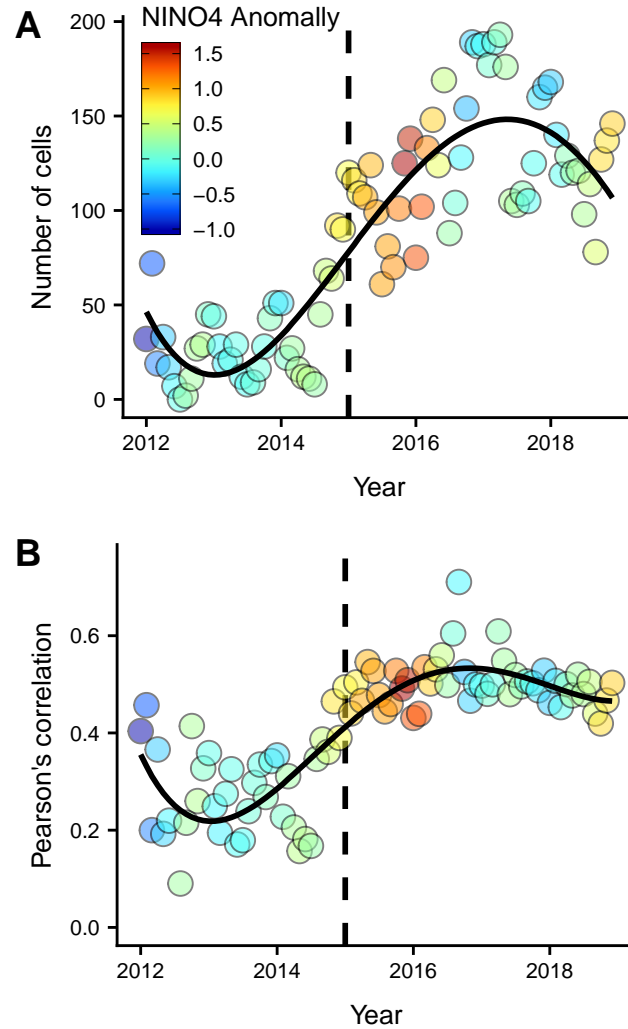 A
NINO4 Anomally
1.5
1.0
0.5
0.0
−0.5
−1.0
200
150
100
50
0
Number of cells
2012 2014 2016 2018
Year
B
0.6
0.4
0.2
0.0
Pearson's correlation
2012 2014 2016 2018
Year